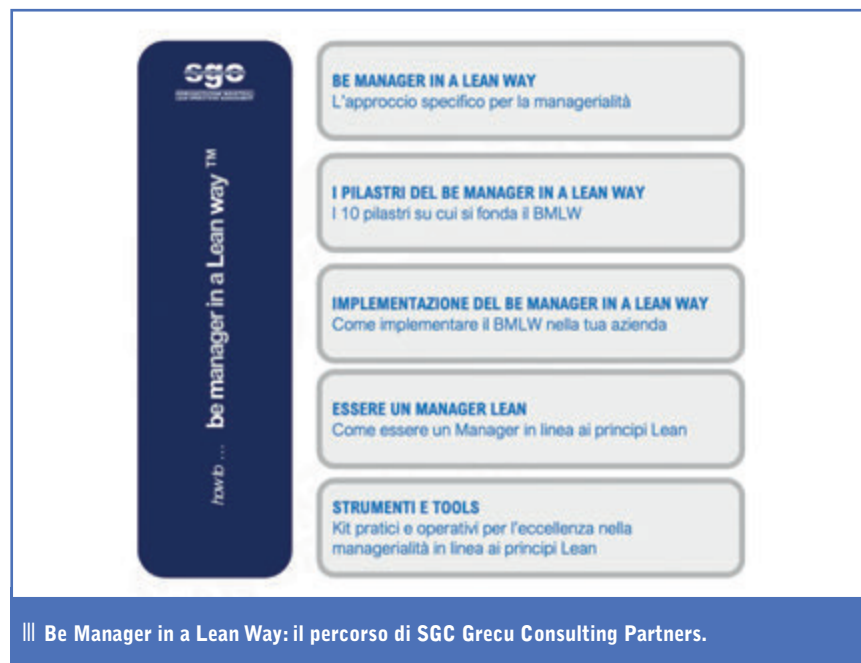 sgc
how to ... be manager in a Lean way ™
BE MANAGER IN A LEAN WAY
L'approccio specifico per la managerialità
I PILASTRI DEL BE MANAGER IN A LEAN WAY
I 10 pilastri su cui si fonda il BMLW
IMPLEMENTAZIONE DEL BE MANAGER IN A LEAN WAY
Come implementare il BMLW nella tua azienda
ESSERE UN MANAGER LEAN
Come essere un Manager in linea ai principi Lean
STRUMENTI E TOOLS
Kit pratici e operativi per l'eccellenza nella
managerialità in linea ai principi Lean
Be Manager in a Lean Way: il percorso di SGC Grecu Consulting Partners.